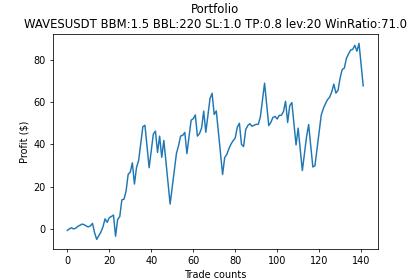 Portfolio
WAVESUSDT BBM:1.5 BBL:220 SL:1.0 TP:0.8 lev:20 WinRatio:71.0
80
60
40
20
0
Profit ($)
0 20 40 60 80 100 120 140
Trade counts